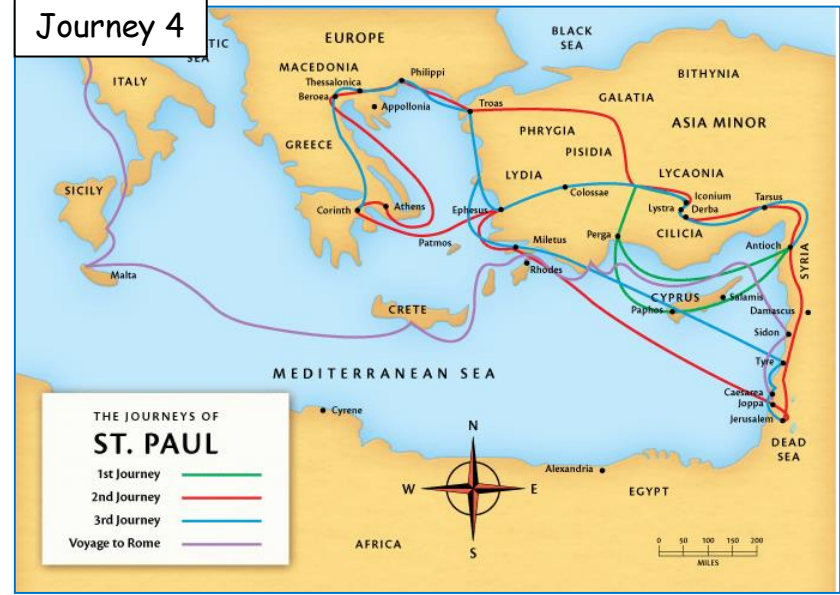 Journey 4
TIC
SEA
EUROPE
BLACK
SEA
MACEDONIA
Thessalonica
Philippi
Beroea
Appollonia
Troas
BITHYNIA
GALATIA
ITALY
ASIA MINOR
PHRYGIA
PISIDIA
GREECE
LYDIA
LYCAONIA
SICILY
Colossae
Iconium
Tarsus
Lystra
Derba
Corinth
Athens
Ephesus
CILICIA
Patmos
Miletus
Perga
Antioch
SYRIA
Malta
Rhodes
CYPRUS
Salamis
CRETE
Paphos
Damascus
Sidon
Tyre
MEDITERRANEAN SEA
Caesarea
Joppa
Jerusalem
Cyrene
DEAD
SEA
Alexandria
EGYPT
AFRICA
THE JOURNEYS OF
ST. PAUL
1st Journey
2nd Journey
3rd Journey
Voyage to Rome
N
W
E
S
0 50 100 150 200
MILES